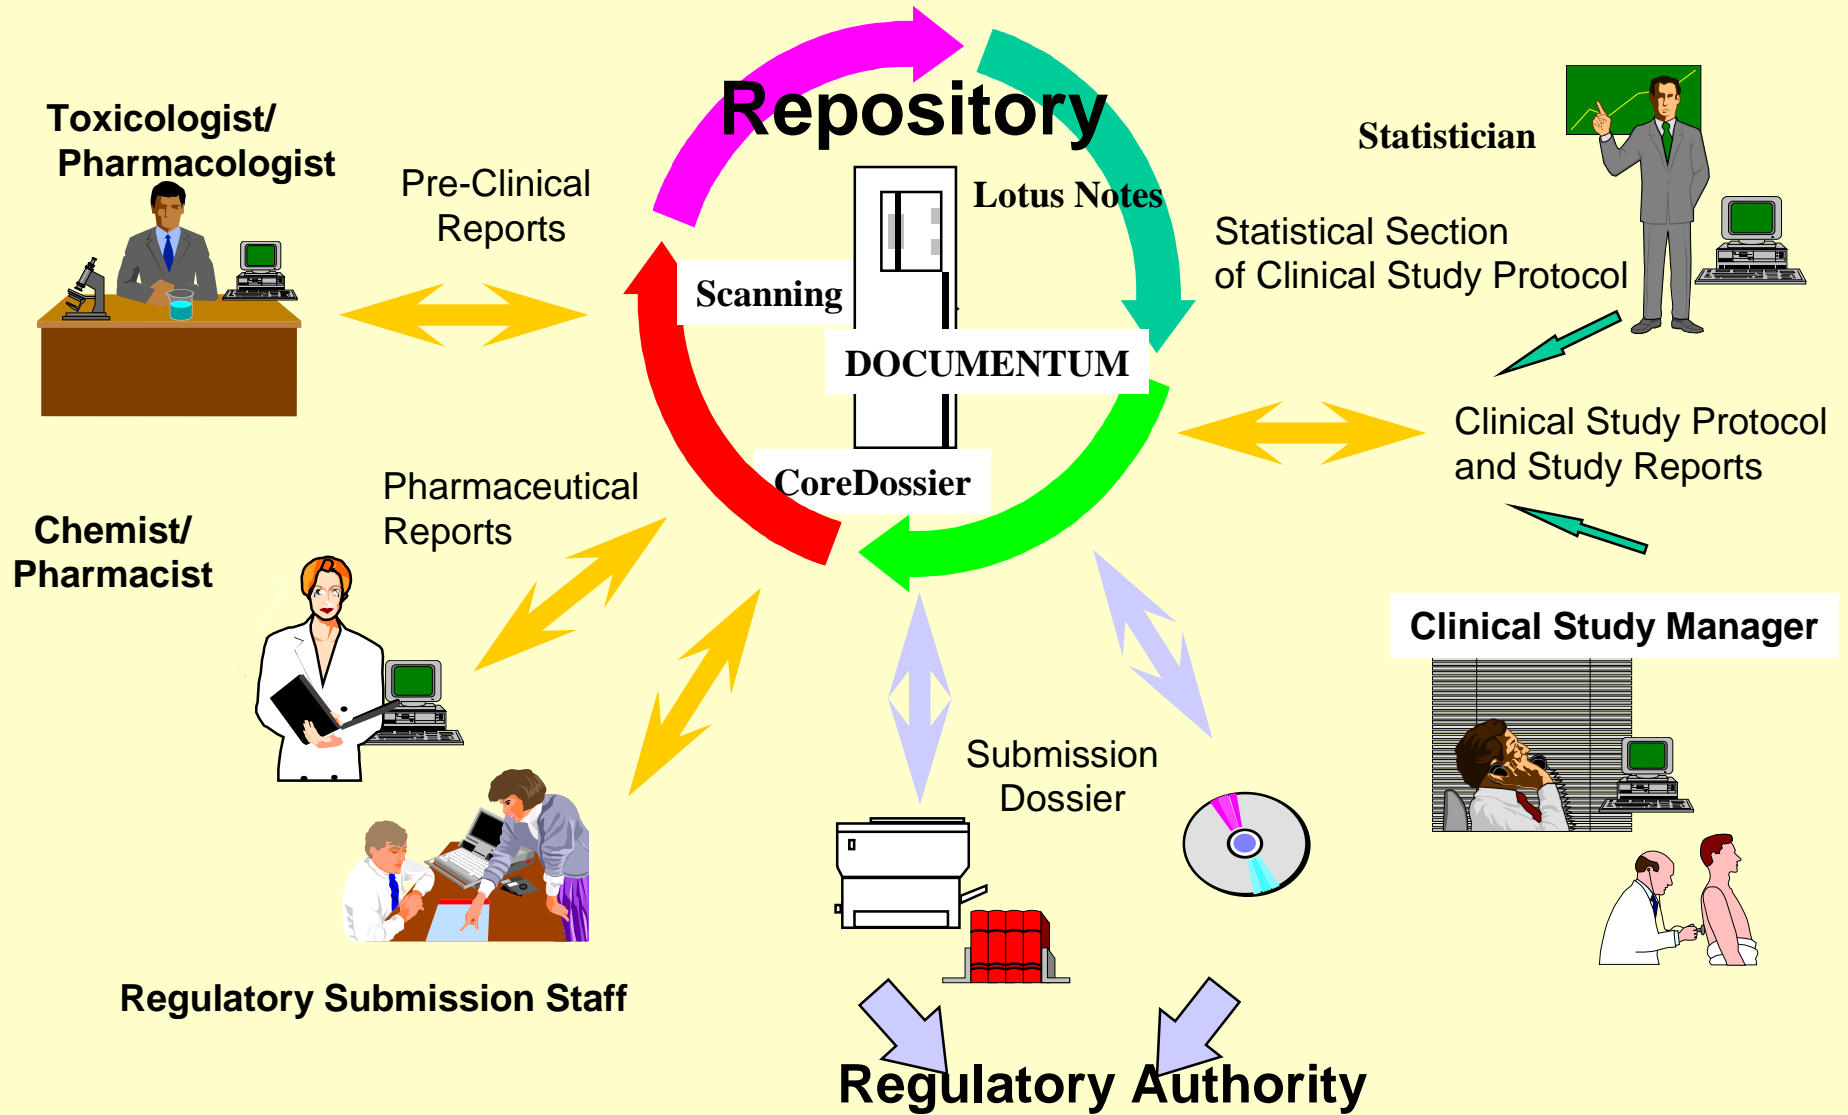 Repository
Toxicologist/
Pharmacologist
Pre-Clinical
Reports
Statistician
Lotus Notes
Statistical Section
of Clinical Study Protocol
Scanning
DOCUMENTUM
Clinical Study Protocol
and Study Reports
CoreDossier
Pharmaceutical
Reports
Chemist/
Pharmacist
Clinical Study Manager
Submission
Dossier
Regulatory Submission Staff
Regulatory Authority